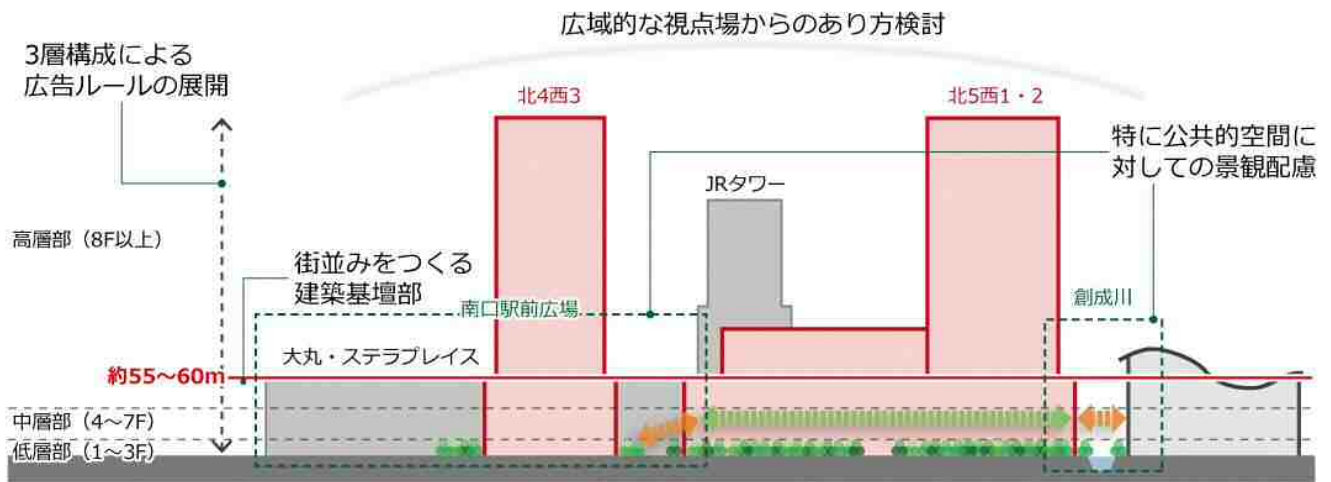 広域的な視点場からのあり方検討
3層構成による
広告ルールの展開
北4西3
北5西1・2
特に公共的空間に
対しての景観配慮
JRタワー
高層部（8F以上）
街並みをつくる
建築基壇部
南口駅前広場
創成川
大丸・ステラプレイス
約55～60m
中層部（4～7F）
低層部（1～3F）